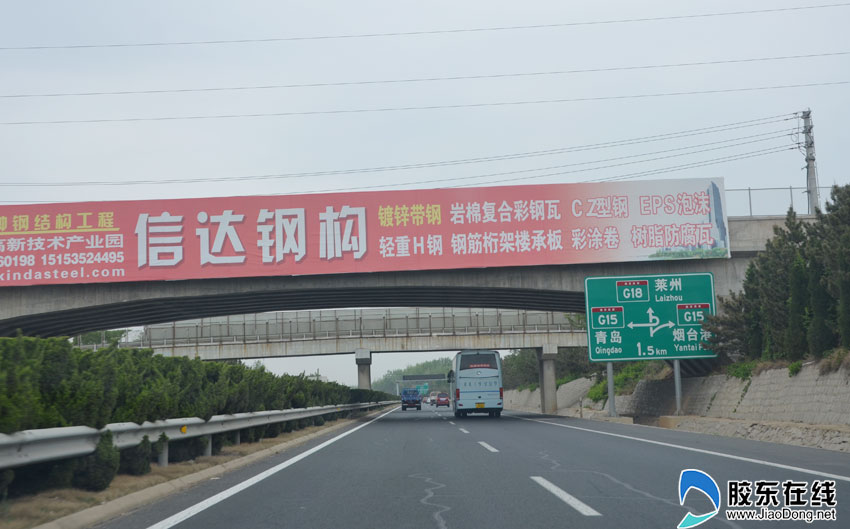 钢结构工程
高新技术产业园
60198 15153524495
xindasteel.com
信达钢构
镀锌带钢 岩棉复合彩钢瓦 CZ型钢 EPS泡沫
轻重H钢 钢筋桁架楼承板 彩涂卷 树脂防腐瓦
G18 莱州
Laizhou
G15
G15
青岛
烟台港
Qingdao
1.5km
胶东在线
www.JiaoDong.net